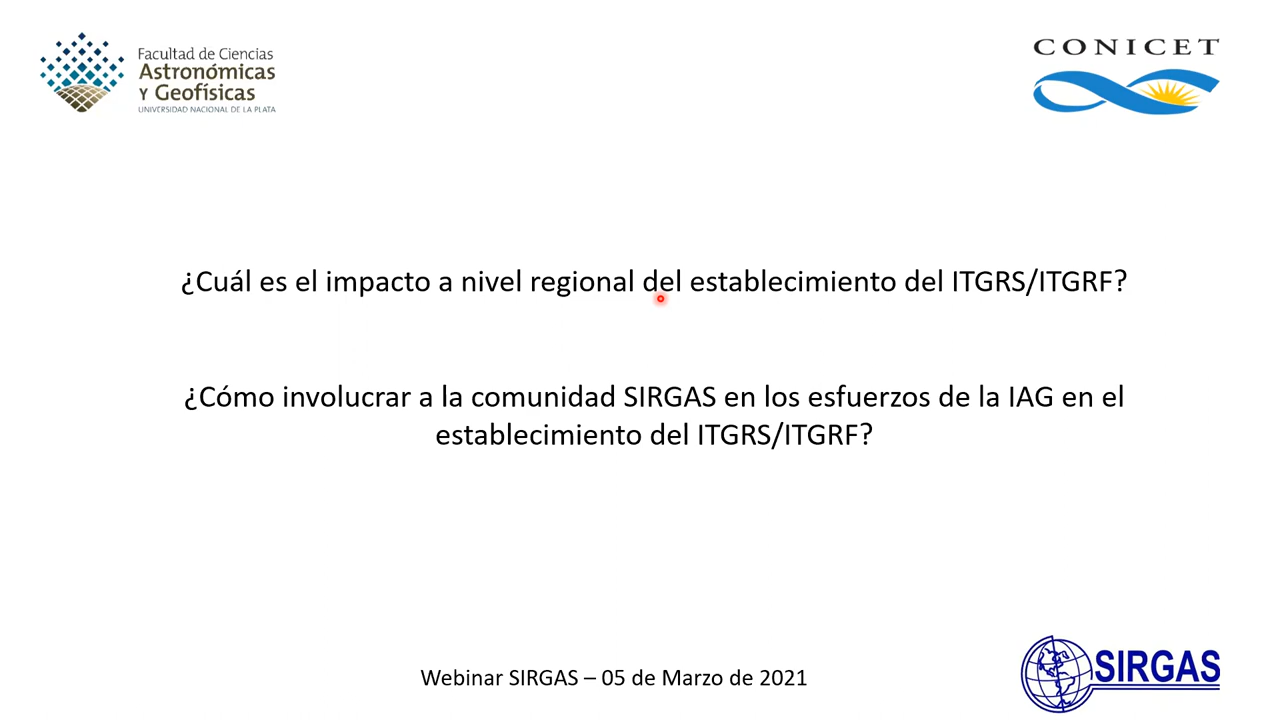 Facultad de Ciencias
Astronómicas
y Geofísicas
UNIVERSIDAD NACIONAL DE LA PLATA
CONICET
¿Cuál es el impacto a nivel regional del establecimiento del ITGRS/ITGRF?
¿Cómo involucrar a la comunidad SIRGAS en los esfuerzos de la IAG en el
establecimiento del ITGRS/ITGRF?
Webinar SIRGAS – 05 de Marzo de 2021
SIRGAS